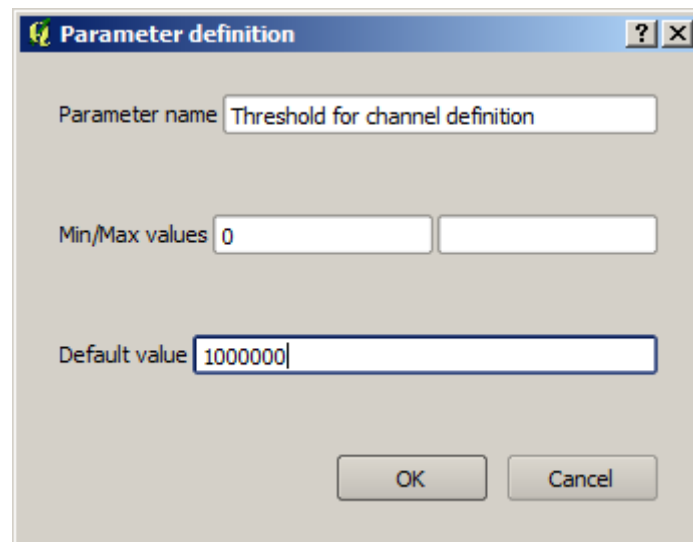 Parameter definition
Parameter name Threshold for channel definition
Min/Max values 0
Default value 1000000
OK Cancel